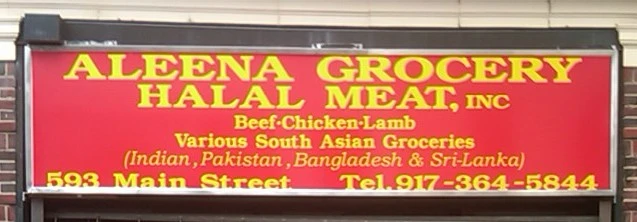 ALEENA GROCERY
HALAL MEAT, INC
Beef-Chicken-Lamb
Various South Asian Groceries
(Indian, Pakistan, Bangladesh & Sri-Lanka)
593 Main Street Tel. 917-364-5844